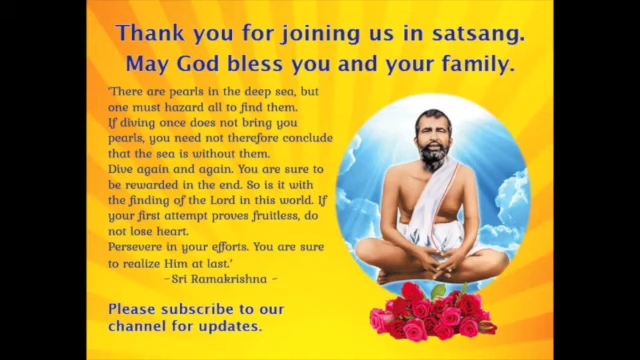 Thank you for joining us in satsang.
May God bless you and your family.
'There are pearls in the deep sea, but
one must hazard all to find them.
If diving once does not bring you
pearls, you need not therefore conclude
that the sea is without them.
Dive again and again. You are sure to
be rewarded in the end. So is it with
the finding of the Lord in this world. If
your first attempt proves fruitless, do
not lose heart.
Persevere in your efforts. You are sure
to realize Him at last.'
~Sri Ramakrishna ~
Please subscribe to our
channel for updates.